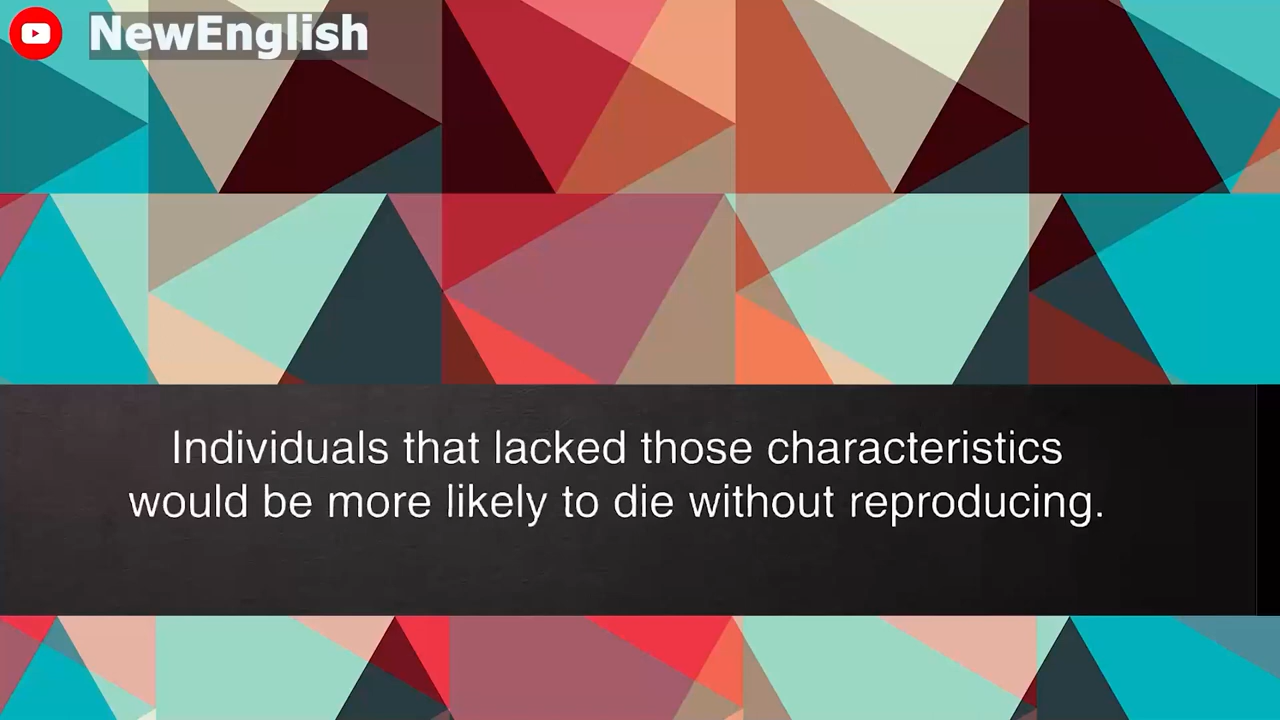 NewEnglish
Individuals that lacked those characteristics
would be more likely to die without reproducing.